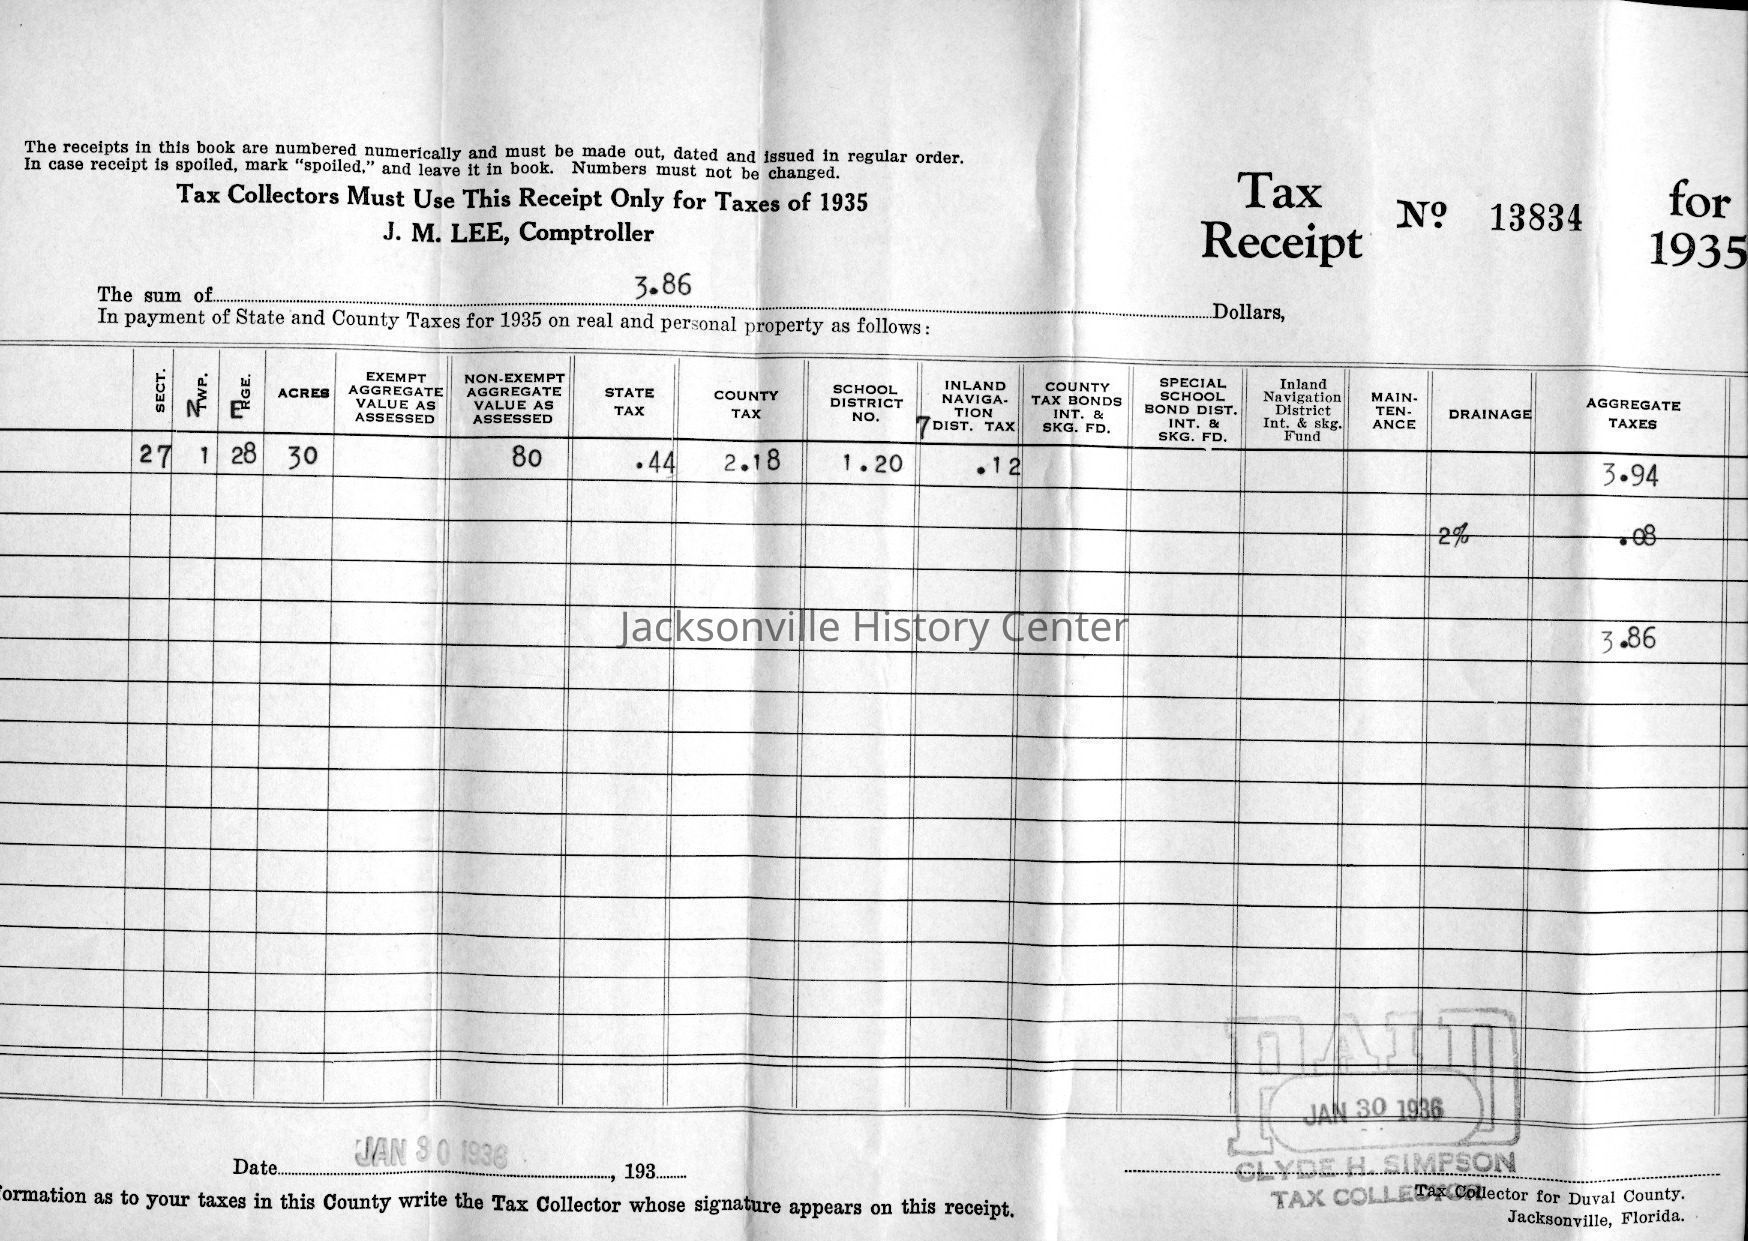 The receipts in this book are numbered numerically and must be made out, dated and issued in regular order.
In case receipt is spoiled, mark "spoiled," and leave it in book. Numbers must not be changed.
Tax Collectors Must Use This Receipt Only for Taxes of 1935
J. M. LEE, Comptroller
Tax Receipt
No 13834
for 1935
The sum of 3.86 Dollars,
In payment of State and County Taxes for 1935 on real and personal property as follows:
SECT.
N TWP.
E RGE.
ACRES
EXEMPT AGGREGATE VALUE AS ASSESSED
NON-EXEMPT AGGREGATE VALUE AS ASSESSED
STATE TAX
COUNTY TAX
SCHOOL DISTRICT NO. 7
INLAND NAVIGA- TION DIST. TAX
COUNTY TAX BONDS INT. & SKG. FD.
SPECIAL SCHOOL BOND DIST. INT. & SKG. FD.
Inland Navigation District Int. & skg. Fund
MAIN- TEN- ANCE
DRAINAGE
AGGREGATE TAXES
27 1 28 30 80 .44 2.18 1.20 .12 3.94
2% .08
3.86
Jacksonville History Center
PAID
JAN 30 1936
GLYDE H. SIMPSON
TAX COLLECTOR
Date JAN 30 1936, 193
Tax Collector for Duval County.
Jacksonville, Florida.
formation as to your taxes in this County write the Tax Collector whose signature appears on this receipt.